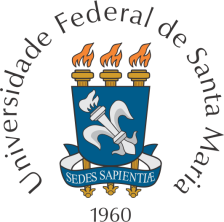 Universidade Federal de Santa Maria
SEDES SAPIENTIÆ
1960